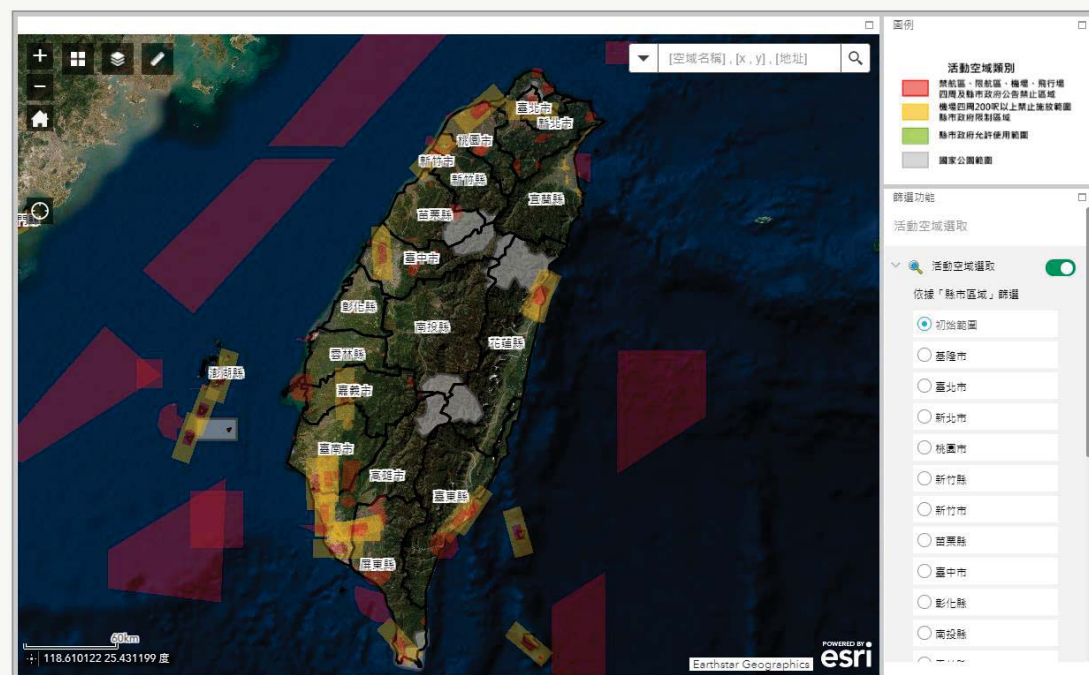 [空域名稱] , [x , y] , [地址]
臺北市
新北市
桃園市
新竹市
新竹縣
宜蘭縣
苗栗縣
臺中市
彰化縣
南投縣
花蓮縣
雲林縣
澎湖縣
嘉義市
臺南市
高雄市
臺東縣
屏東縣
60km
118.610122 25.431199 度
Earthstar Geographics
POWERED BY
esri
圖例
活動空域類別
禁航區、限航區、機場、飛行場
四周及縣市政府公告禁止區域
機場四周200呎以上禁止施放範圍
縣市政府限制區域
縣市政府允許使用範圍
國家公園範圍
篩選功能
活動空域選取
活動空域選取
依據「縣市區域」篩選
初始範圍
基隆市
臺北市
新北市
桃園市
新竹縣
新竹市
苗栗縣
臺中市
彰化縣
南投縣